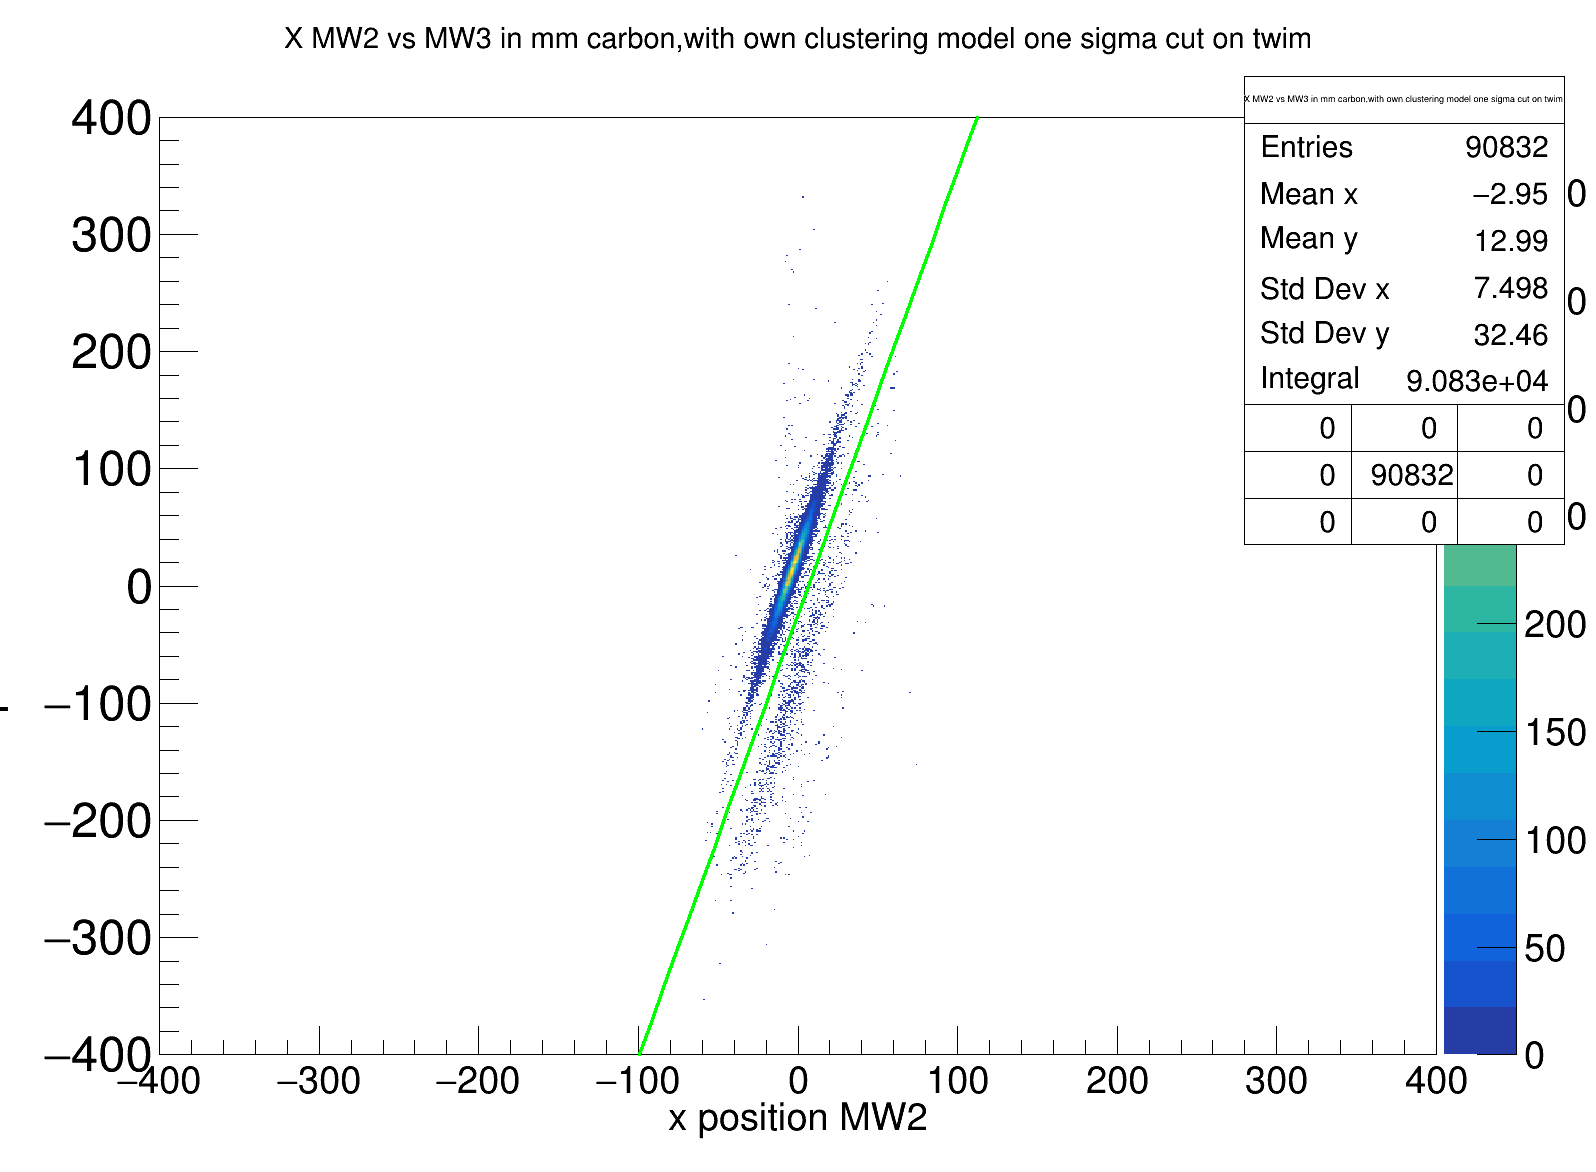 X MW2 vs MW3 in mm carbon,with own clustering model one sigma cut on twim
X MW2 vs MW3 in mm carbon,with own clustering model one sigma cut on twim
Entries 90832
Mean x −2.95
Mean y 12.99
Std Dev x 7.498
Std Dev y 32.46
Integral 9.083e+04
0 0 0
0 90832 0
0 0 0
400
300
200
100
0
−100
−200
−300
−400
−400 −300 −200 −100 0 100 200 300 400
x position MW2
0
0
0
0
200
150
100
50
0